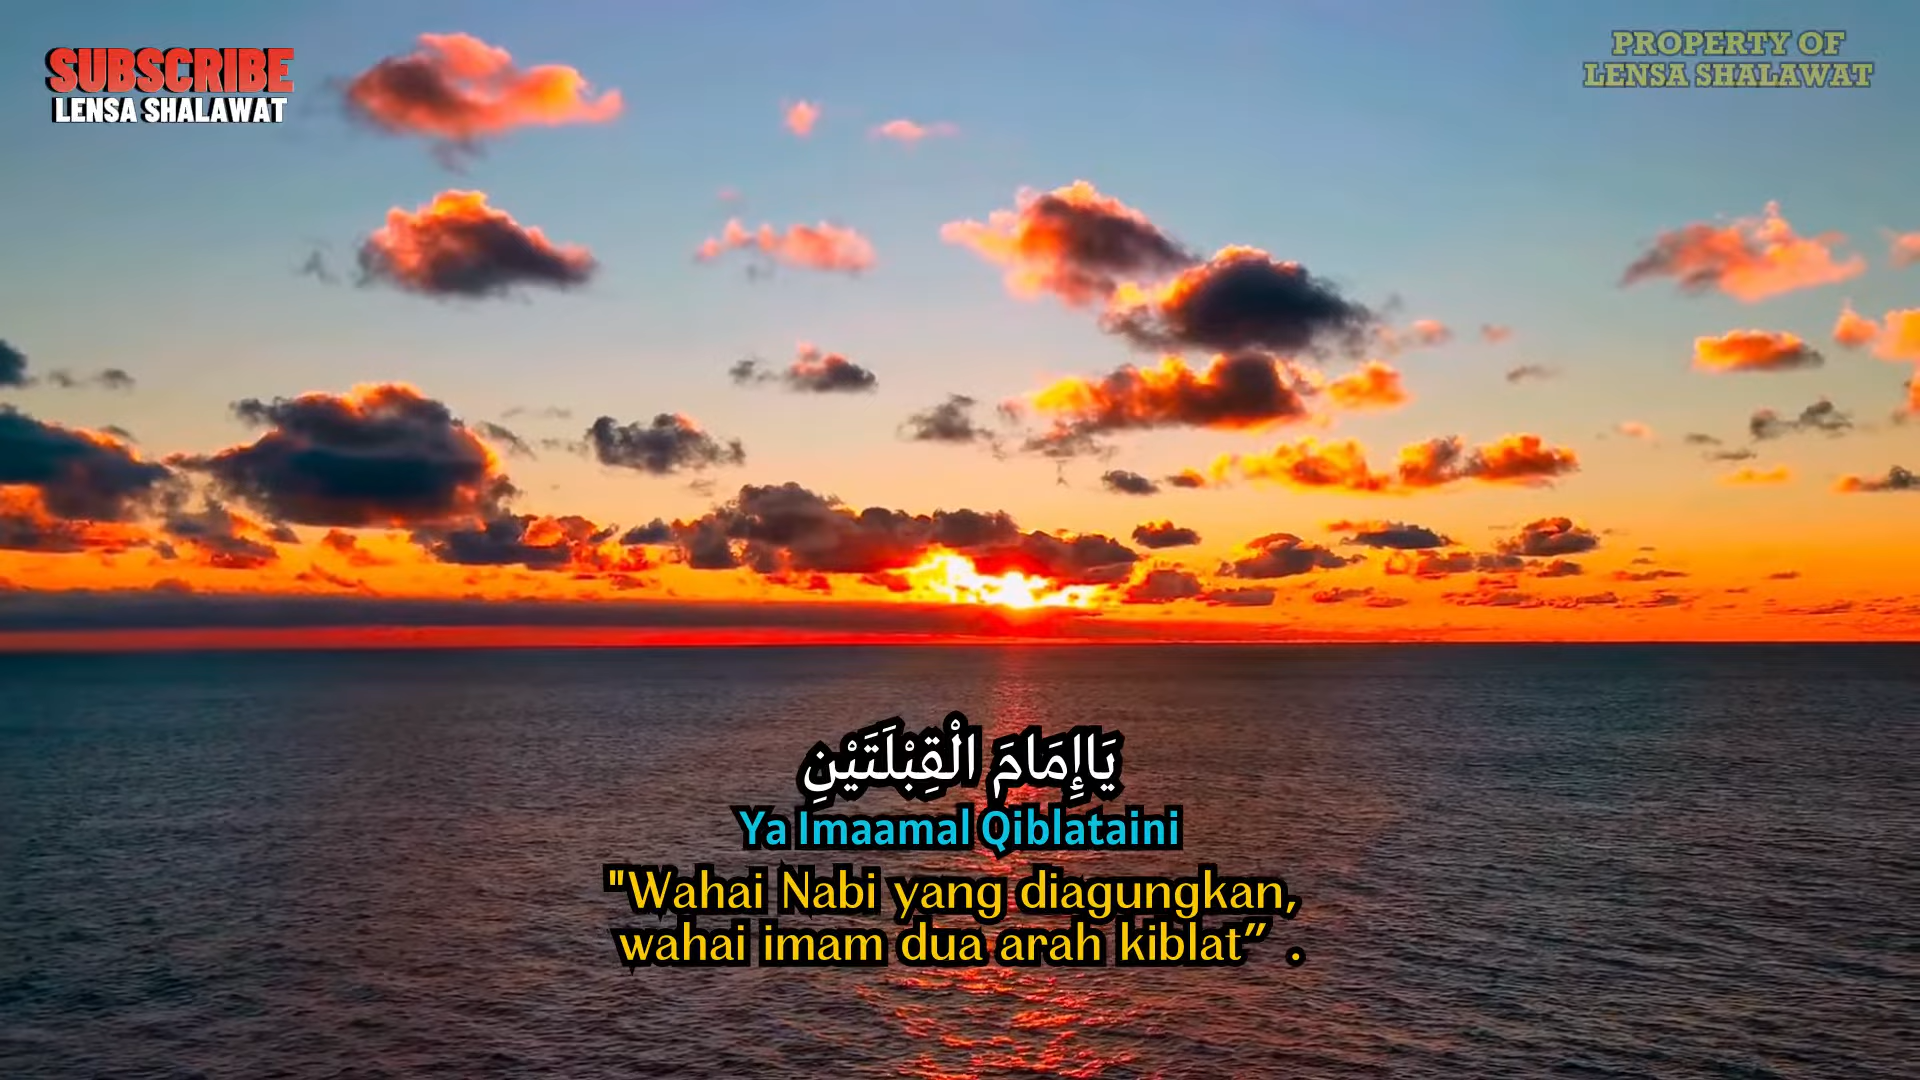 SUBSCRIBE
LENSA SHALAWAT
PROPERTY OF
LENSA SHALAWAT
يَاإِمَامَ الْقِبْلَتَيْنِ
Ya Imaamal Qiblataini
"Wahai Nabi yang diagungkan,
wahai imam dua arah kiblat” .